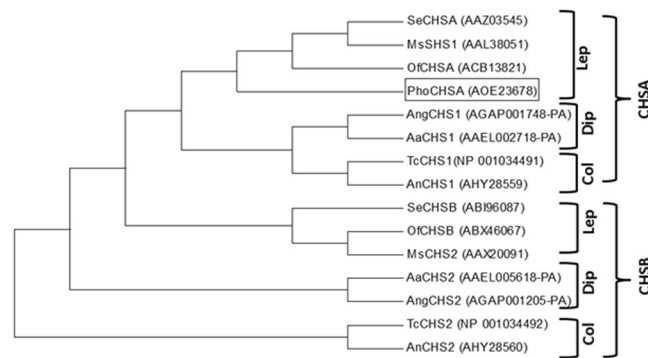 SeCHSA (AAZ03545)
MsSHS1 (AAL38051)
OfCHSA (ACB13821)
PhoCHSA (AOE23678)
AngCHS1 (AGAP001748-PA)
AaCHS1 (AAEL002718-PA)
TcCHS1(NP 001034491)
AnCHS1 (AHY28559)
SeCHSB (ABI96087)
OfCHSB (ABX46067)
MsCHS2 (AAX20091)
AaCHS2 (AAEL005618-PA)
AngCHS2 (AGAP001205-PA)
TcCHS2(NP 001034492)
AnCHS2 (AHY28560)
Lep
Dip
Col
CHSA
Lep
Dip
Col
CHSB